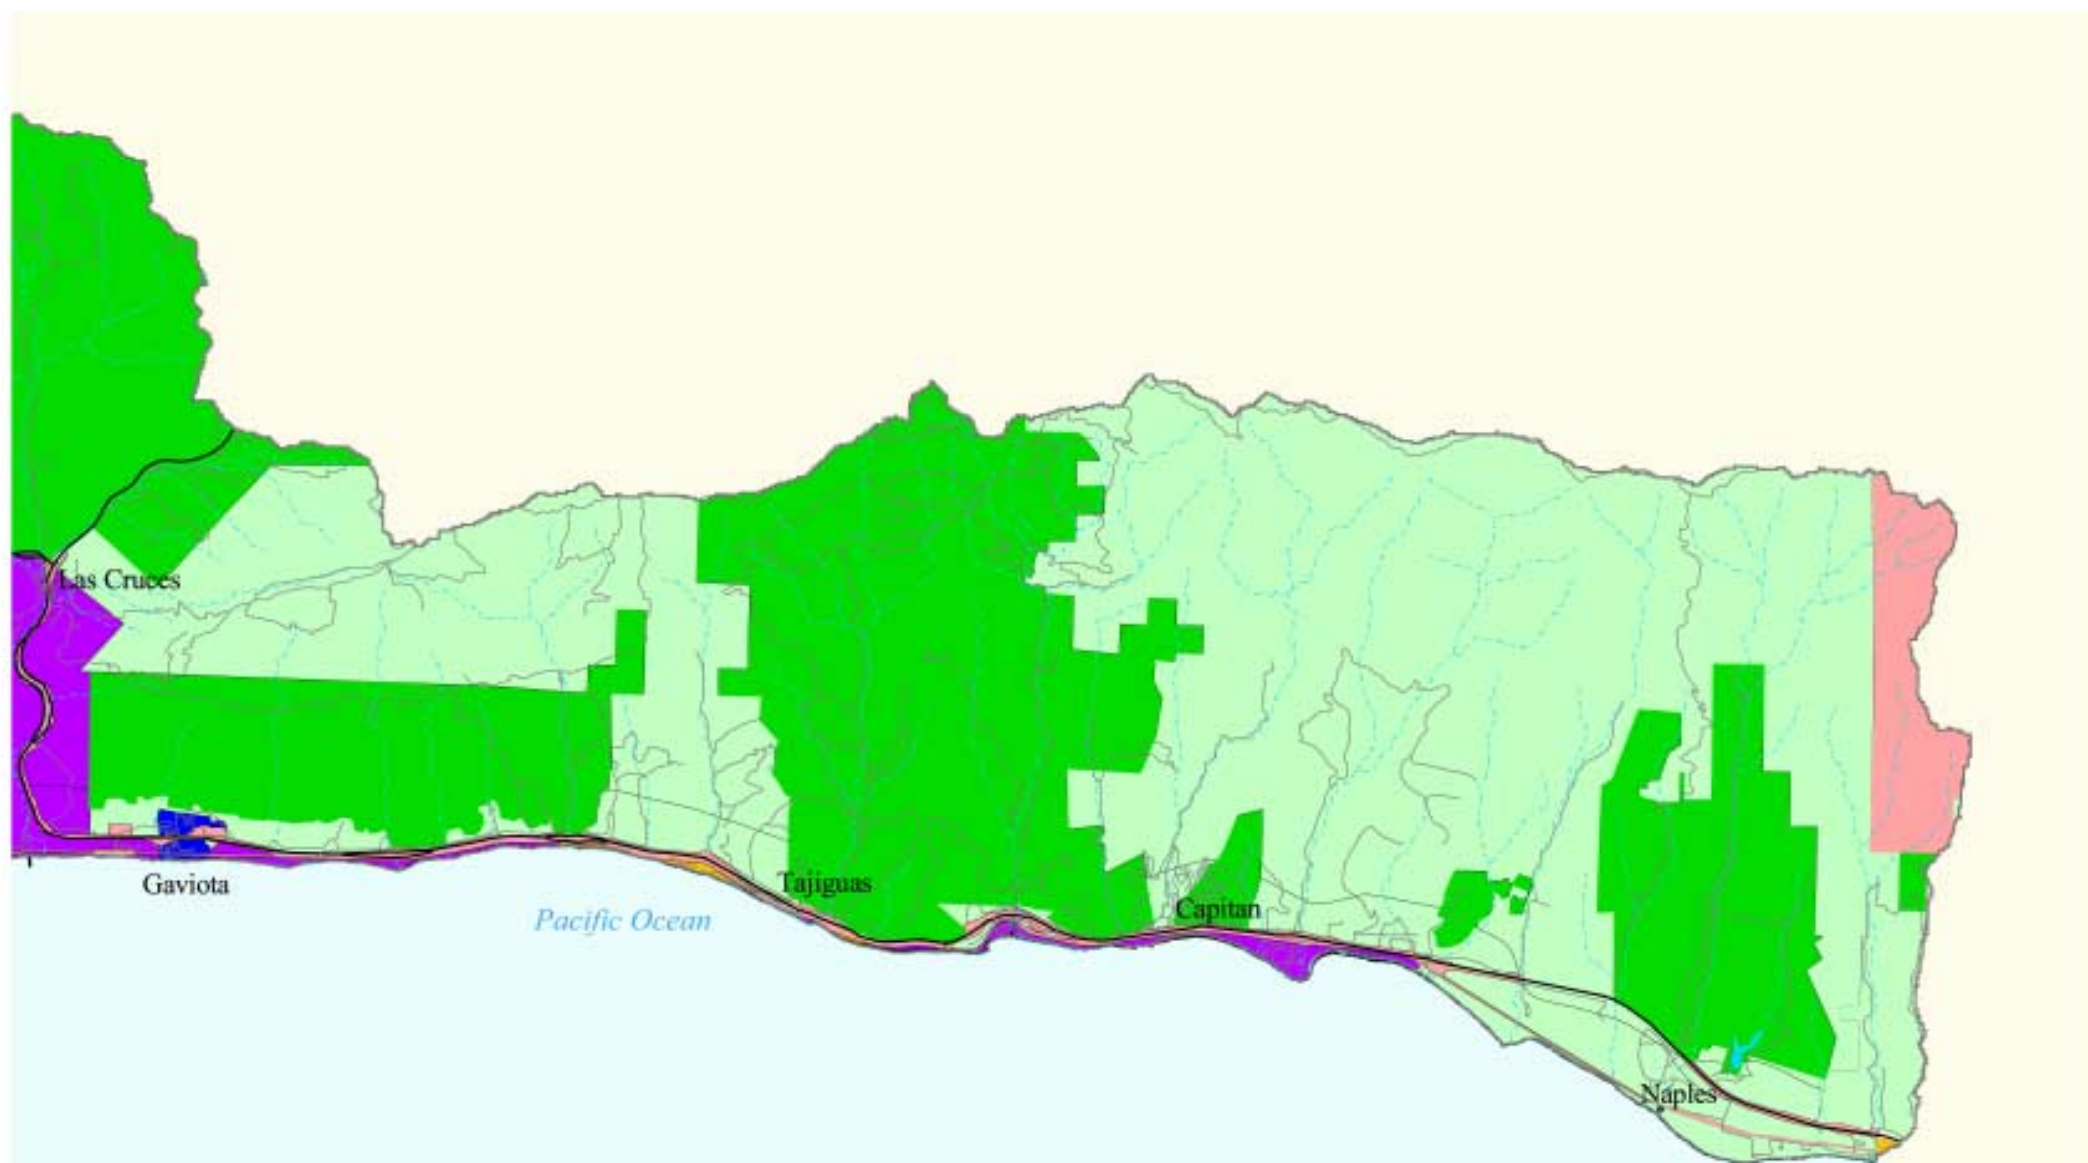 Las Cruces
Gaviota
Tajiguas
Pacific Ocean
Capitan
Naples